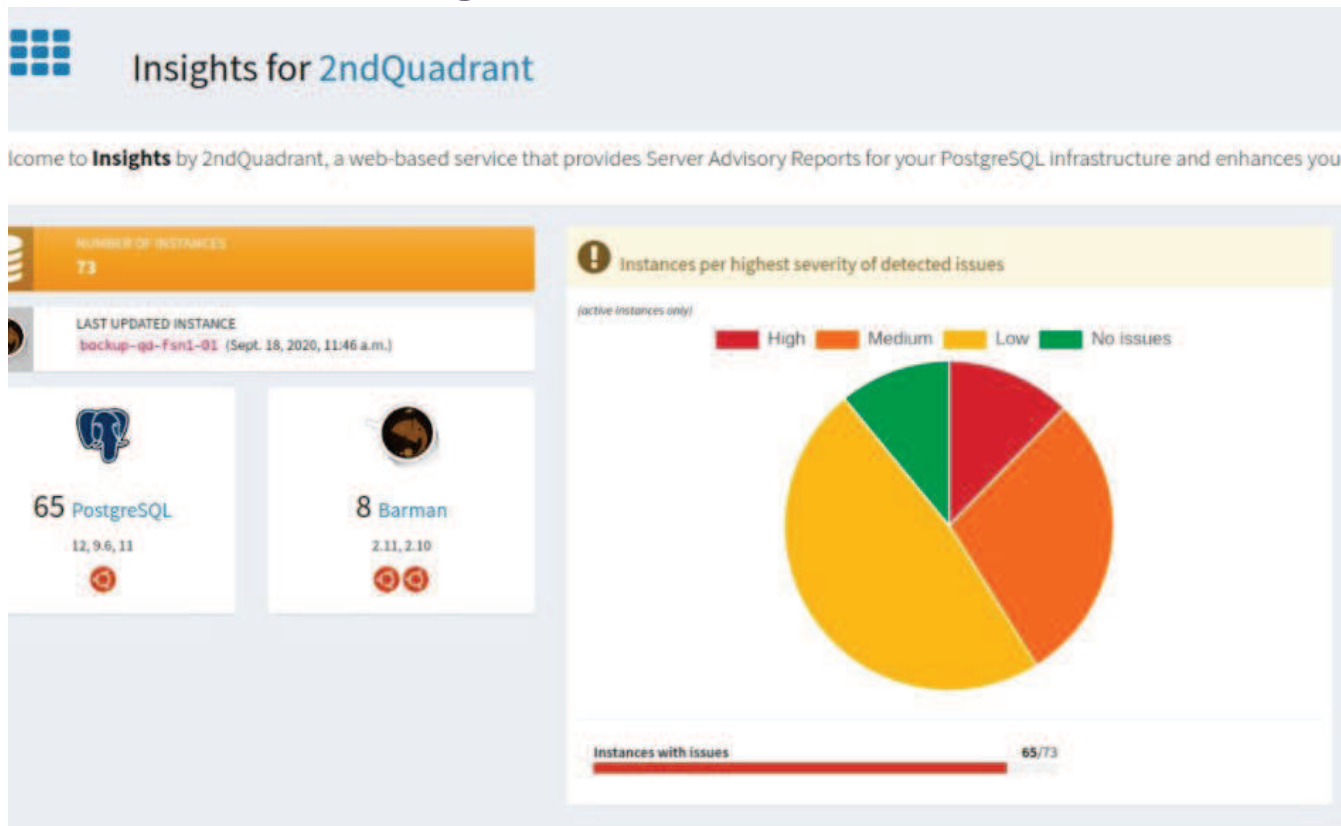 Insights for 2ndQuadrant
lcome to Insights by 2ndQuadrant, a web-based service that provides Server Advisory Reports for your PostgreSQL infrastructure and enhances you
NUMBER OF INSTANCES
73
LAST UPDATED INSTANCE
backup-qa-fsn1-01 (Sept. 18, 2020, 11:46 a.m.)
65 PostgreSQL
12, 9.6, 11
8 Barman
2.11, 2.10
Instances per highest severity of detected issues
(active instances only)
High Medium Low No issues
Instances with issues 65/73